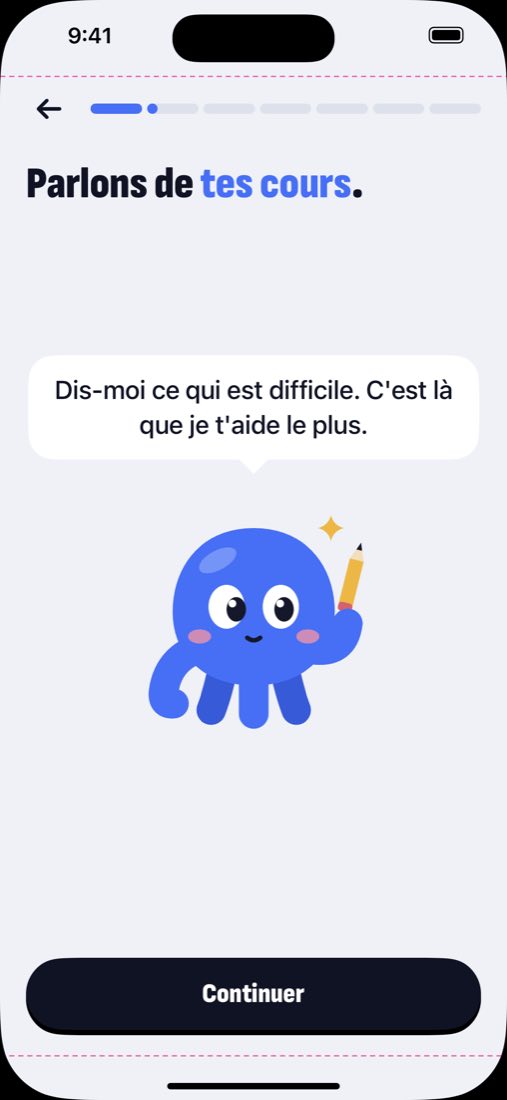 9:41
Parlons de tes cours.
Dis-moi ce qui est difficile. C'est là
que je t'aide le plus.
Continuer